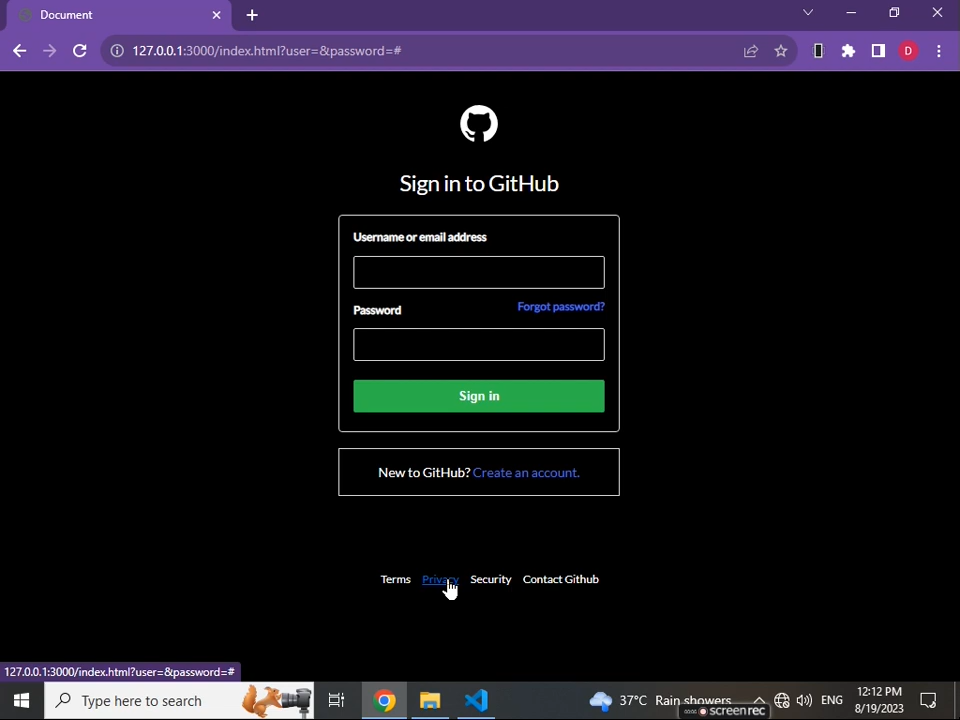 Document
127.0.0.1:3000/index.html?user=&password=#
D
Sign in to GitHub
Username or email address
Password
Forgot password?
Sign in
New to GitHub? Create an account.
Terms Privacy Security Contact Github
127.0.0.1:3000/index.html?user=&password=#
Type here to search
37°C Rain showers
ENG
12:12 PM
8/19/2023
screenrec